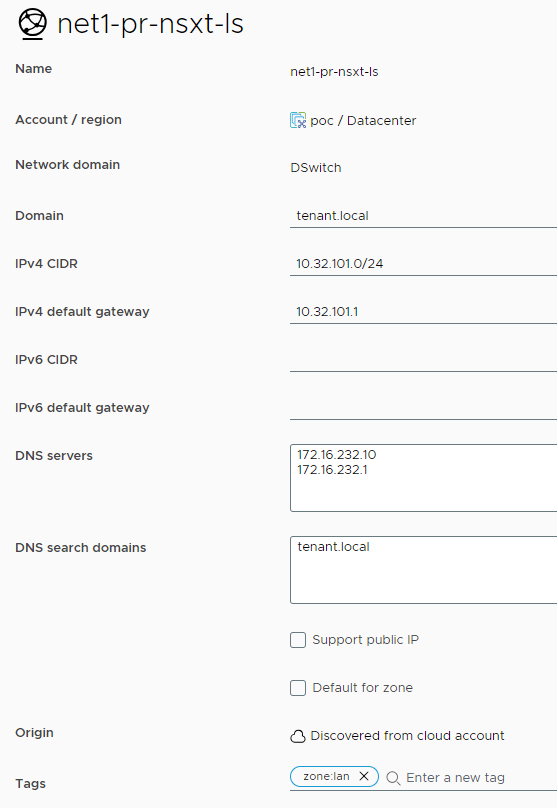 net1-pr-nsxt-ls
Name net1-pr-nsxt-ls
Account / region poc / Datacenter
Network domain DSwitch
Domain tenant.local
IPv4 CIDR 10.32.101.0/24
IPv4 default gateway 10.32.101.1
IPv6 CIDR
IPv6 default gateway
DNS servers 172.16.232.10
172.16.232.1
DNS search domains tenant.local
Support public IP
Default for zone
Origin Discovered from cloud account
Tags zone:lan Enter a new tag